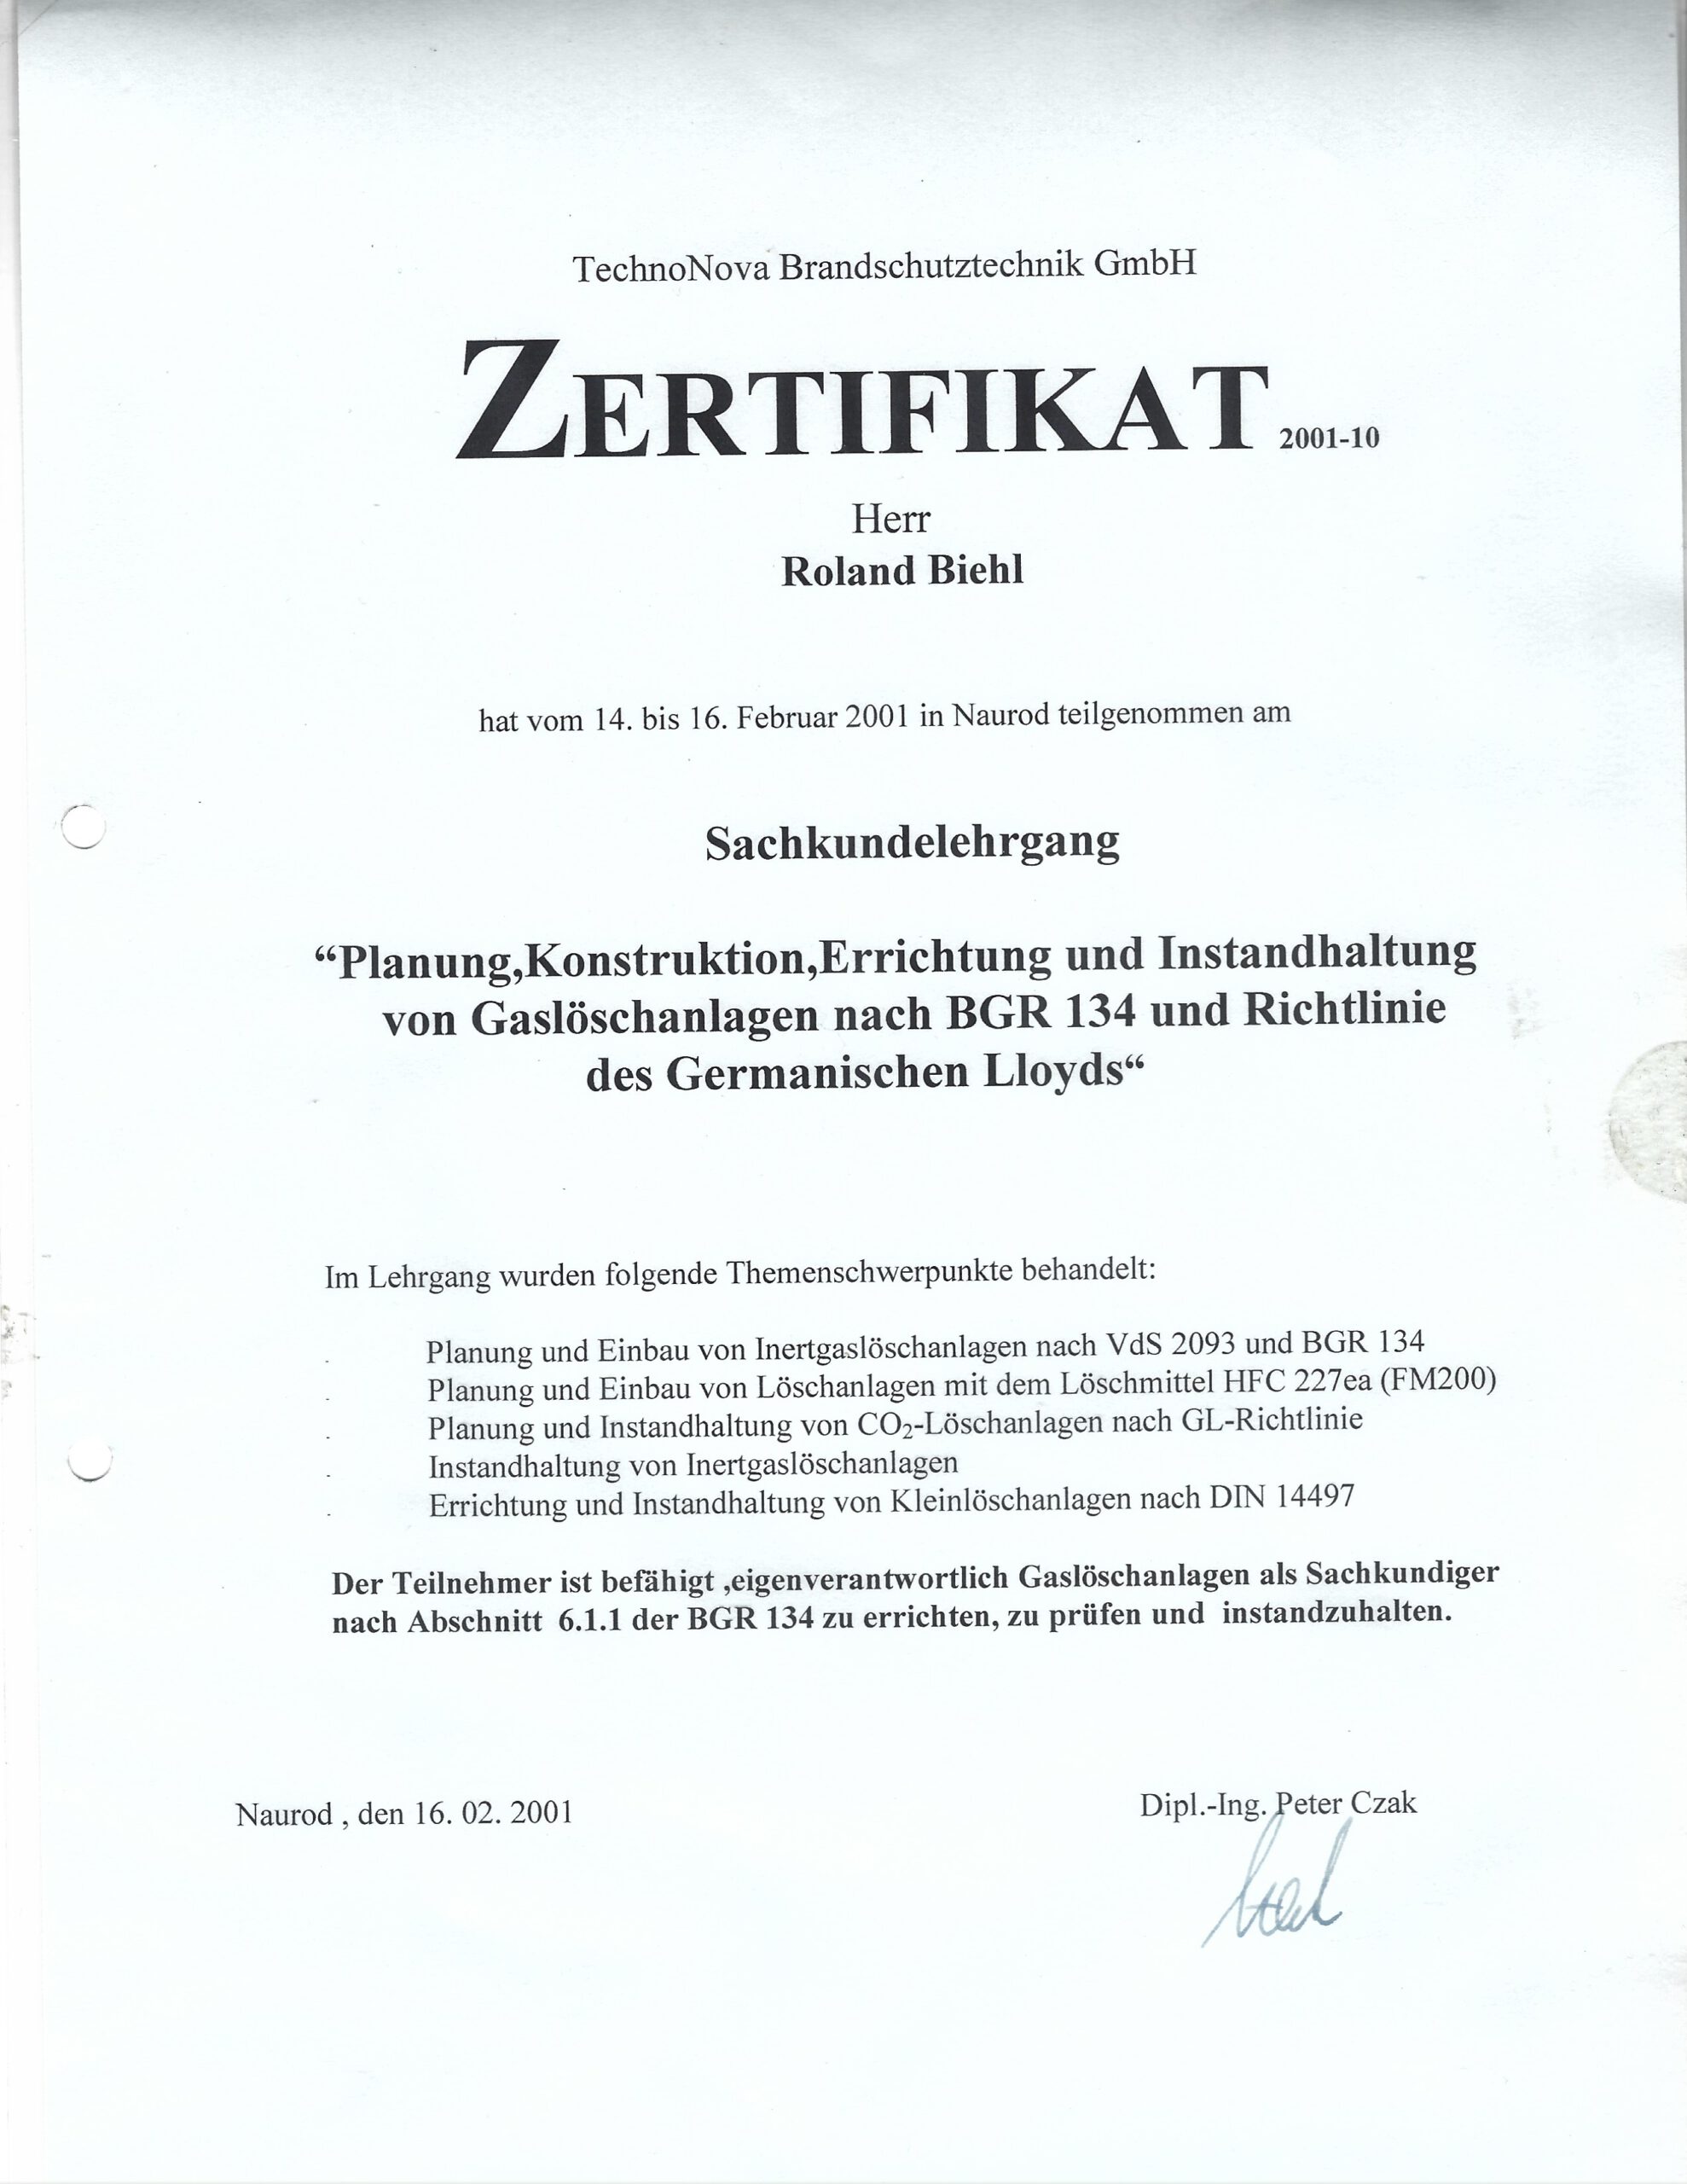 TechnoNova Brandschutztechnik GmbH
ZERTIFIKAT 2001-10
Herr
Roland Biehl
hat vom 14. bis 16. Februar 2001 in Naurod teilgenommen am
Sachkundelehrgang
“Planung,Konstruktion,Errichtung und Instandhaltung
von Gaslöschanlagen nach BGR 134 und Richtlinie
des Germanischen Lloyds“
Im Lehrgang wurden folgende Themenschwerpunkte behandelt:
. Planung und Einbau von Inertgaslöschanlagen nach VdS 2093 und BGR 134
. Planung und Einbau von Löschanlagen mit dem Löschmittel HFC 227ea (FM200)
. Planung und Instandhaltung von CO₂-Löschanlagen nach GL-Richtlinie
. Instandhaltung von Inertgaslöschanlagen
. Errichtung und Instandhaltung von Kleinlöschanlagen nach DIN 14497
Der Teilnehmer ist befähigt ,eigenverantwortlich Gaslöschanlagen als Sachkundiger
nach Abschnitt 6.1.1 der BGR 134 zu errichten, zu prüfen und instandzuhalten.
Naurod , den 16. 02. 2001
Dipl.-Ing. Peter Czak